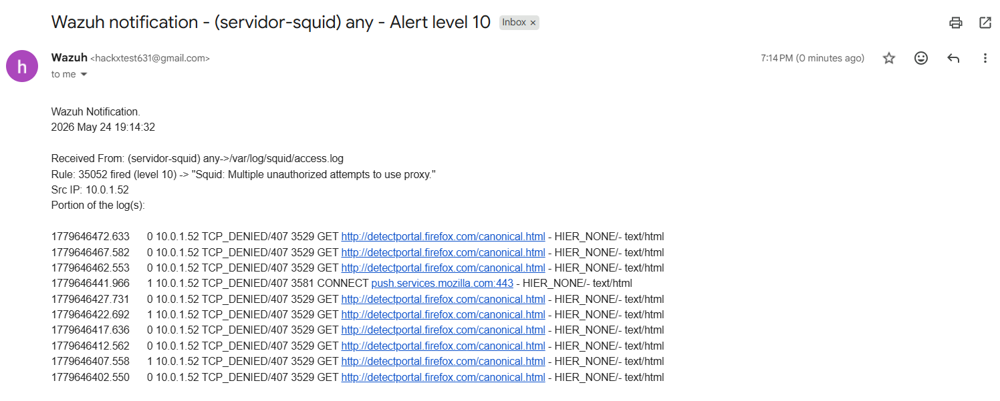 Wazuh notification - (servidor-squid) any - Alert level 10 Inbox ×
h
Wazuh <hackxtest631@gmail.com> 7:14 PM (0 minutes ago)
to me
Wazuh Notification.
2026 May 24 19:14:32
Received From: (servidor-squid) any->/var/log/squid/access.log
Rule: 35052 fired (level 10) -> "Squid: Multiple unauthorized attempts to use proxy."
Src IP: 10.0.1.52
Portion of the log(s):
1779646472.633 0 10.0.1.52 TCP_DENIED/407 3529 GET http://detectportal.firefox.com/canonical.html - HIER_NONE/- text/html
1779646467.582 0 10.0.1.52 TCP_DENIED/407 3529 GET http://detectportal.firefox.com/canonical.html - HIER_NONE/- text/html
1779646462.553 0 10.0.1.52 TCP_DENIED/407 3529 GET http://detectportal.firefox.com/canonical.html - HIER_NONE/- text/html
1779646441.966 1 10.0.1.52 TCP_DENIED/407 3581 CONNECT push.services.mozilla.com:443 - HIER_NONE/- text/html
1779646427.731 0 10.0.1.52 TCP_DENIED/407 3529 GET http://detectportal.firefox.com/canonical.html - HIER_NONE/- text/html
1779646422.692 1 10.0.1.52 TCP_DENIED/407 3529 GET http://detectportal.firefox.com/canonical.html - HIER_NONE/- text/html
1779646417.636 0 10.0.1.52 TCP_DENIED/407 3529 GET http://detectportal.firefox.com/canonical.html - HIER_NONE/- text/html
1779646412.562 0 10.0.1.52 TCP_DENIED/407 3529 GET http://detectportal.firefox.com/canonical.html - HIER_NONE/- text/html
1779646407.558 1 10.0.1.52 TCP_DENIED/407 3529 GET http://detectportal.firefox.com/canonical.html - HIER_NONE/- text/html
1779646402.550 0 10.0.1.52 TCP_DENIED/407 3529 GET http://detectportal.firefox.com/canonical.html - HIER_NONE/- text/html